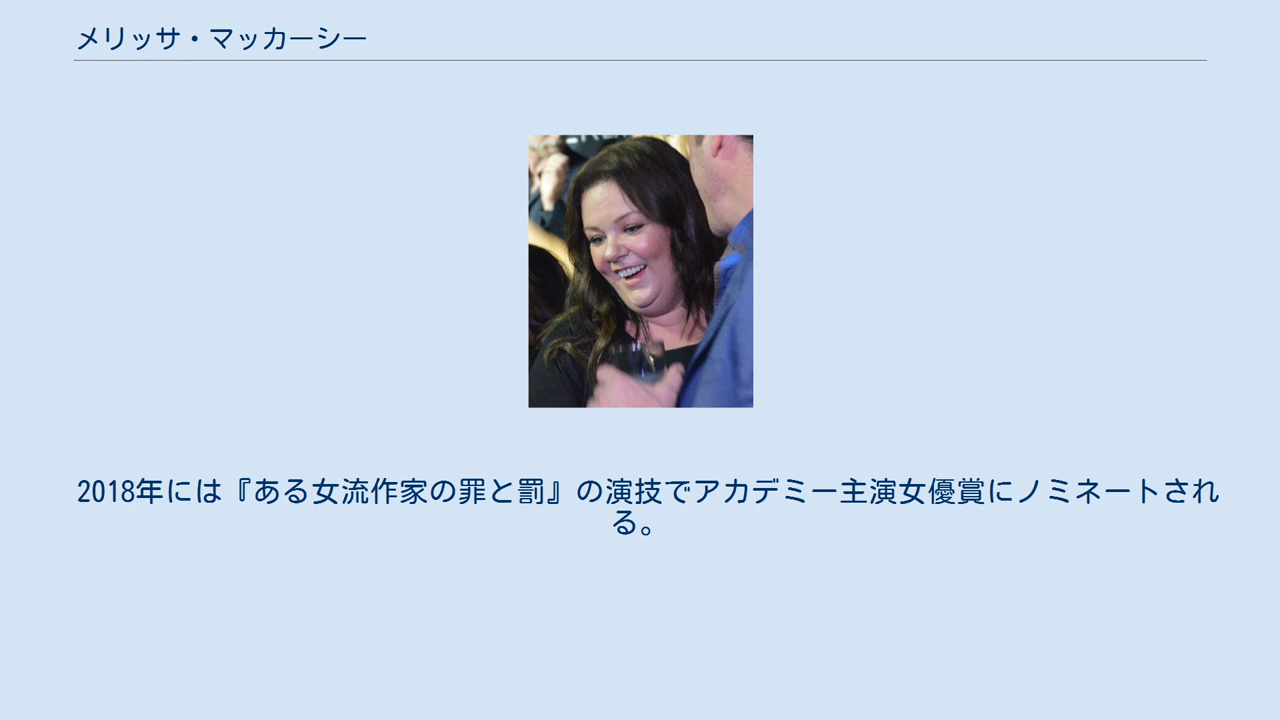 メリッサ・マッカーシー
2018年には『ある女流作家の罪と罰』の演技でアカデミー主演女優賞にノミネートされ
る。